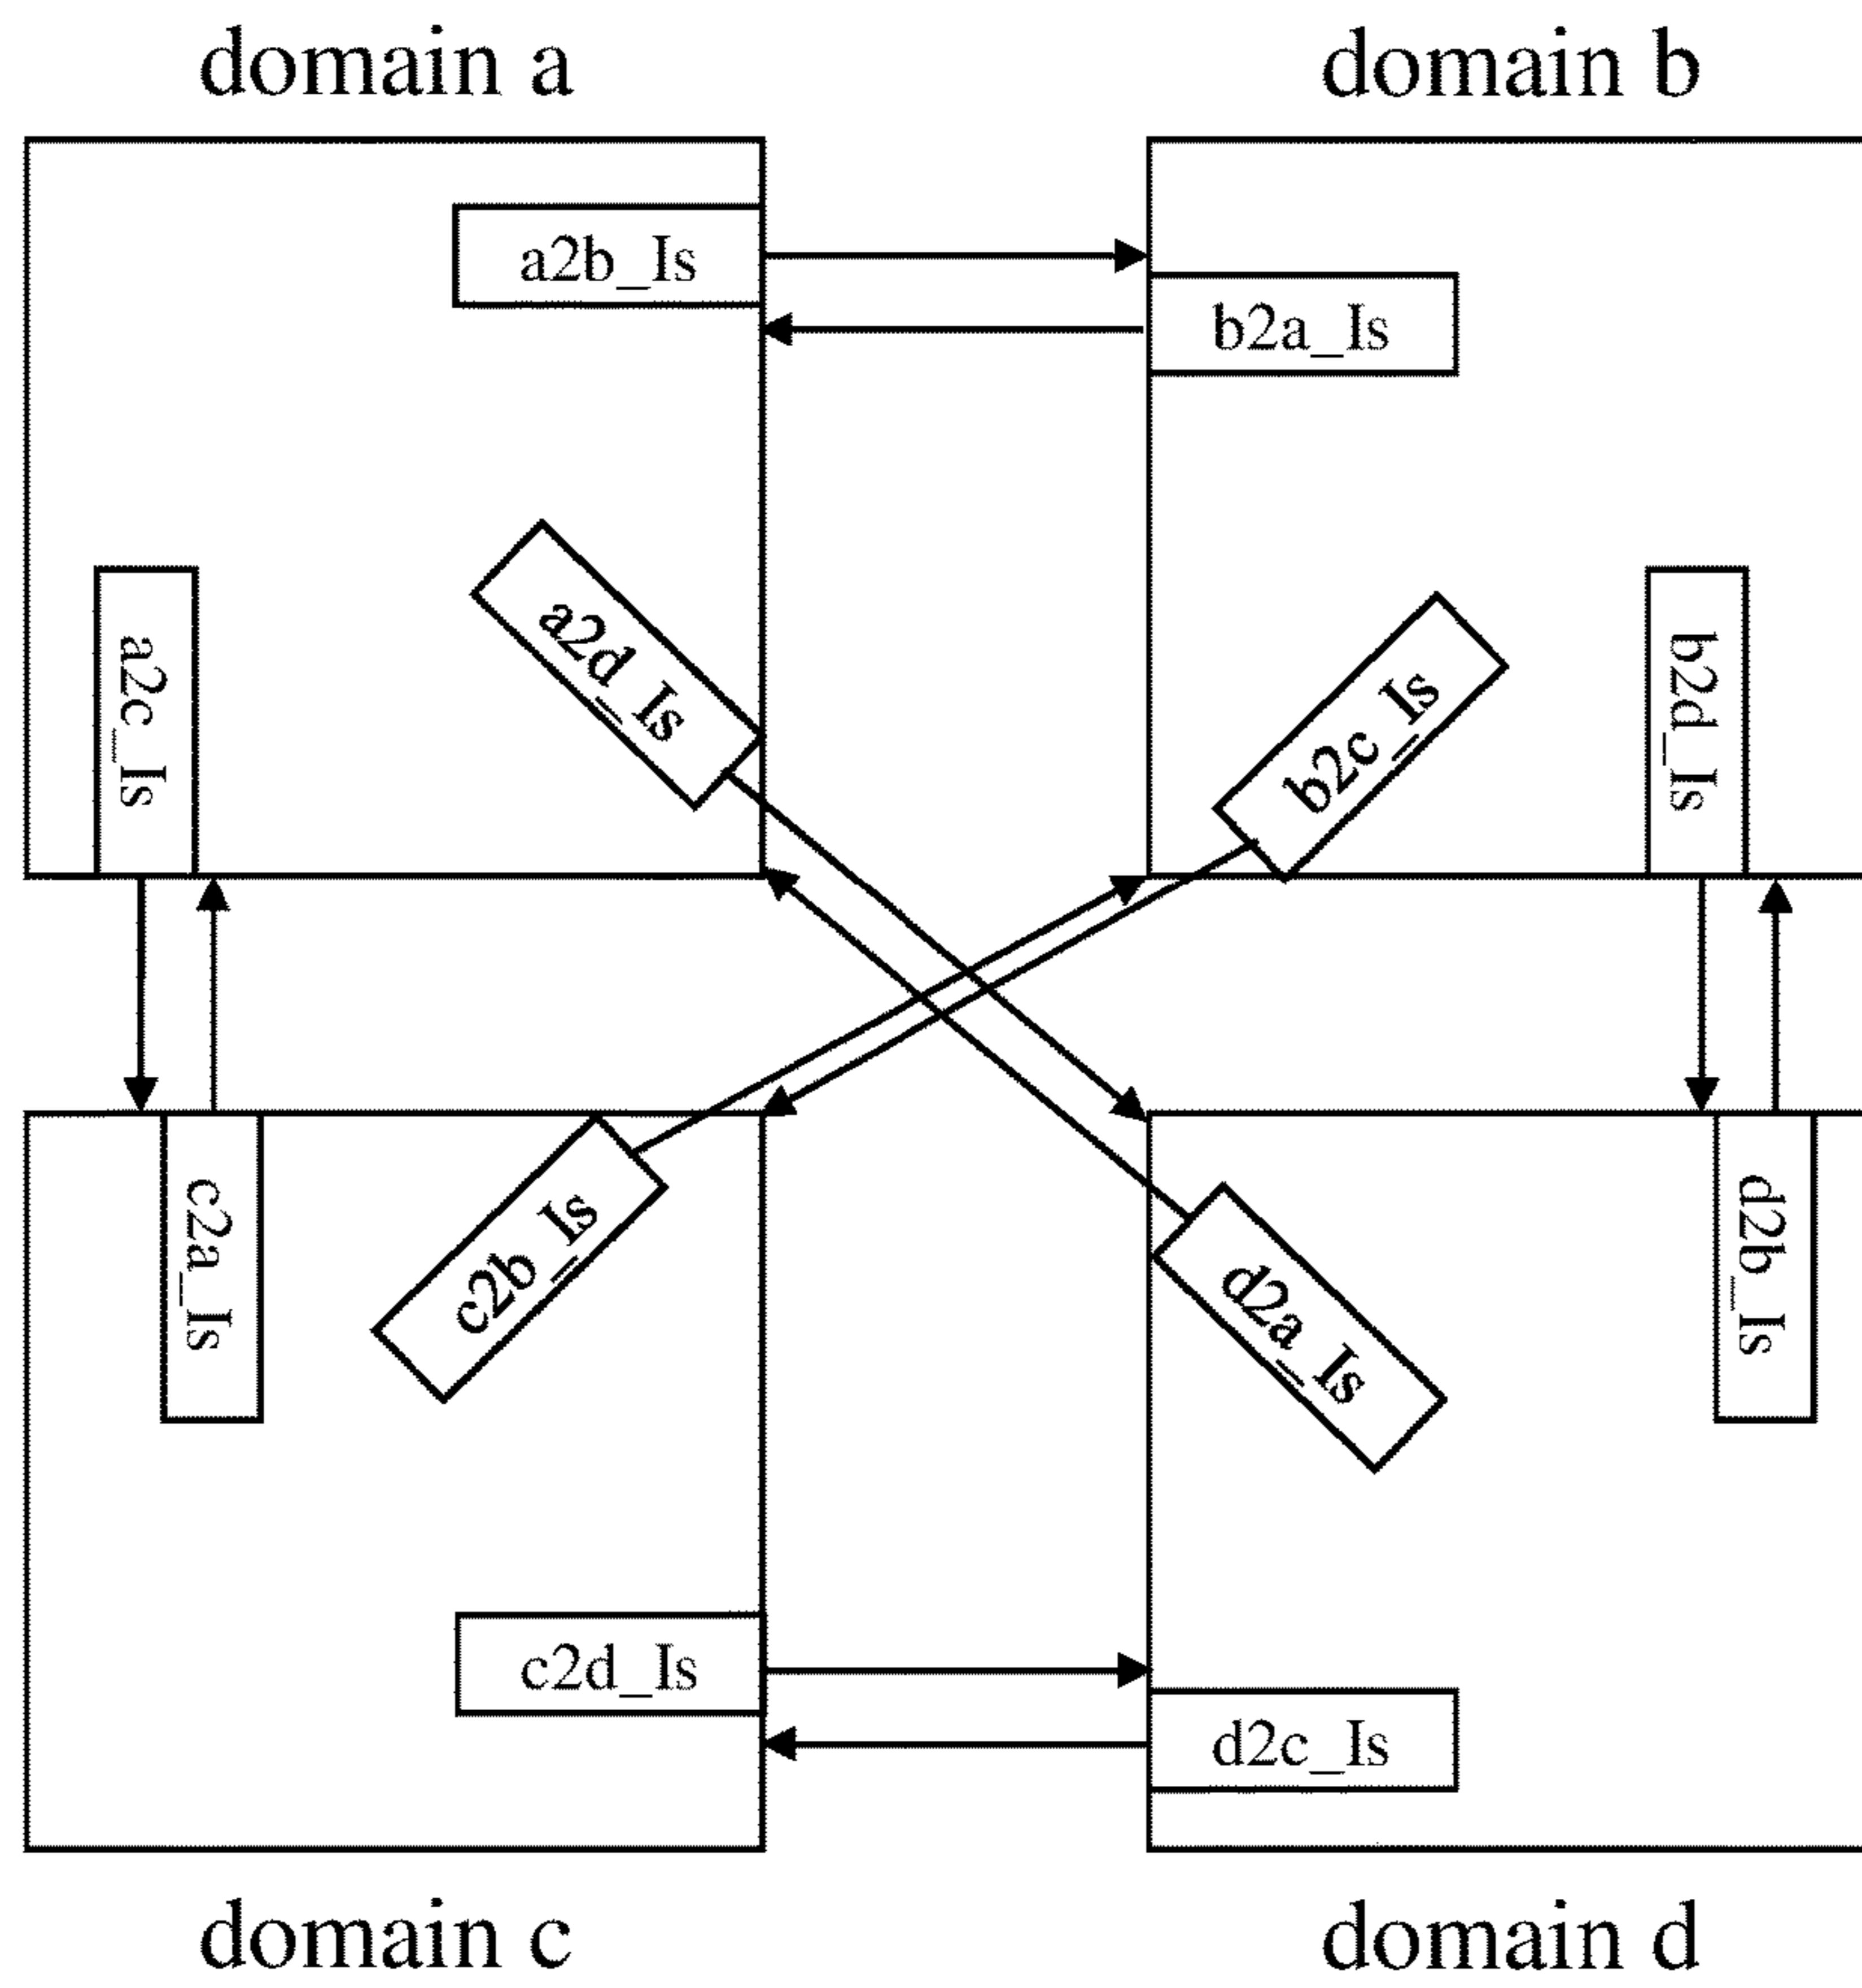 domain a
domain b
a2b_Is
b2a_Is
a2c_Is
a2d_Is
b2c_Is
b2d_Is
c2a_Is
c2b_Is
d2a_Is
d2b_Is
c2d_Is
d2c_Is
domain c
domain d